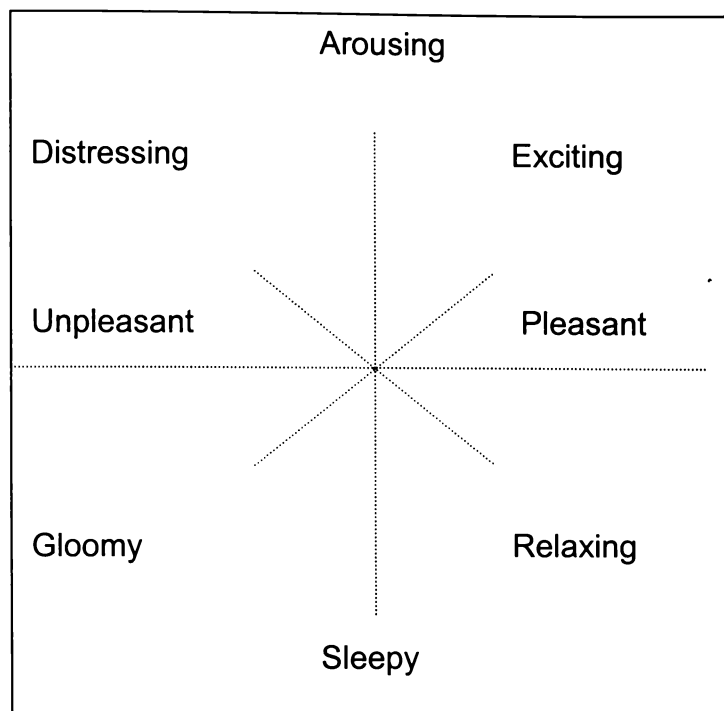 Arousing
Distressing
Exciting
Unpleasant
Pleasant
Gloomy
Relaxing
Sleepy